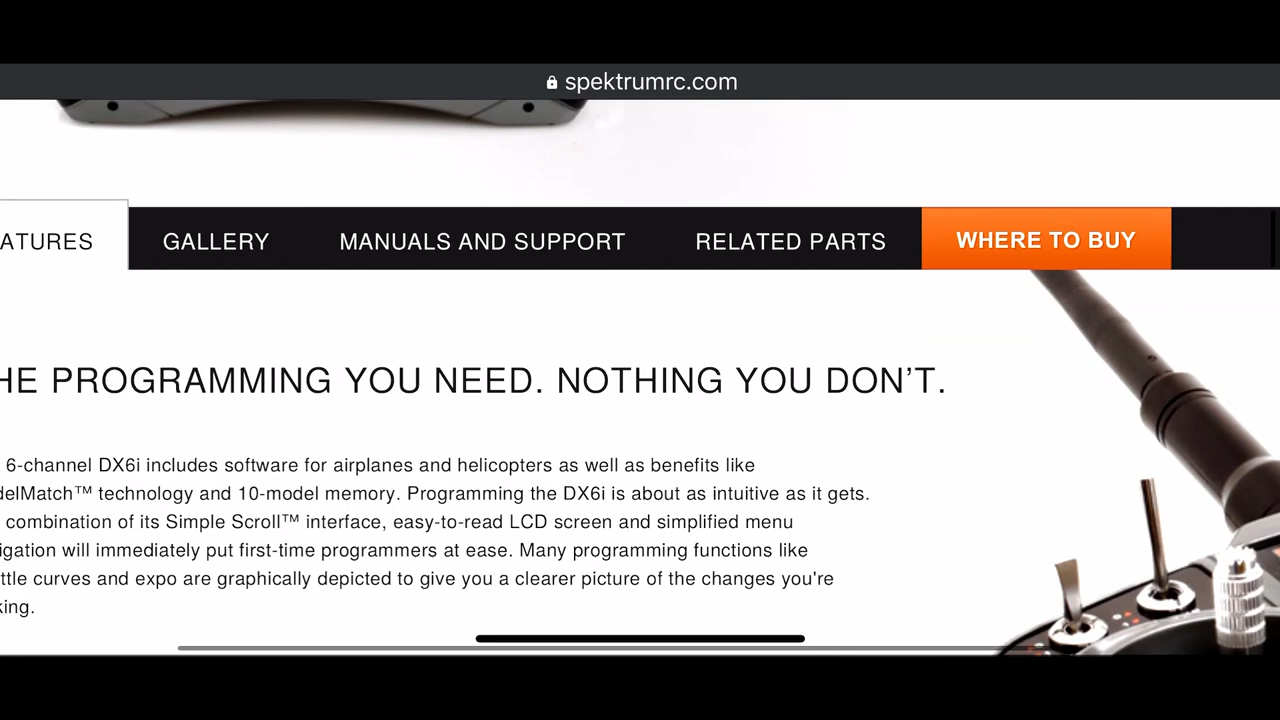 spektrumrc.com
ATURES GALLERY MANUALS AND SUPPORT RELATED PARTS WHERE TO BUY
HE PROGRAMMING YOU NEED. NOTHING YOU DON’T.
6-channel DX6i includes software for airplanes and helicopters as well as benefits like
delMatch™ technology and 10-model memory. Programming the DX6i is about as intuitive as it gets.
combination of its Simple Scroll™ interface, easy-to-read LCD screen and simplified menu
igation will immediately put first-time programmers at ease. Many programming functions like
ttle curves and expo are graphically depicted to give you a clearer picture of the changes you're
king.